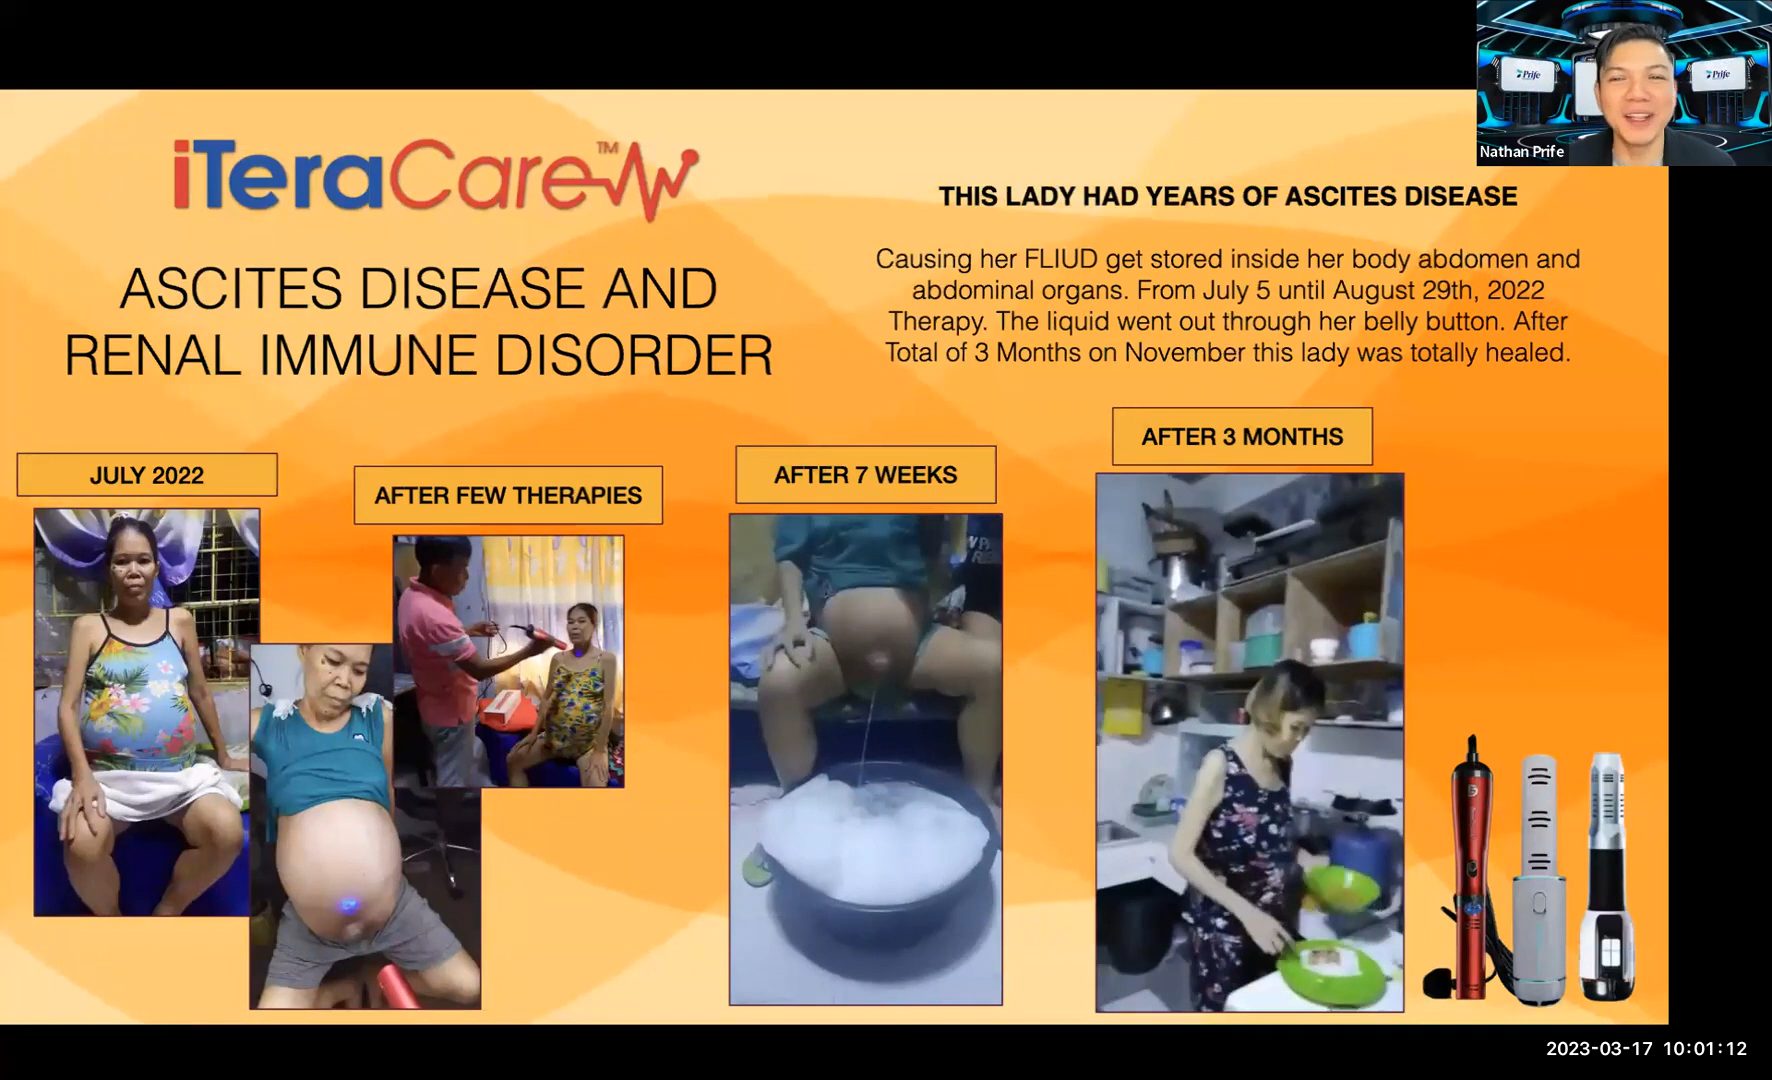 Prife
Prife
Nathan Prife
iTeraCare™
THIS LADY HAD YEARS OF ASCITES DISEASE
ASCITES DISEASE AND
RENAL IMMUNE DISORDER
Causing her FLIUD get stored inside her body abdomen and
abdominal organs. From July 5 until August 29th, 2022
Therapy. The liquid went out through her belly button. After
Total of 3 Months on November this lady was totally healed.
JULY 2022
AFTER FEW THERAPIES
AFTER 7 WEEKS
AFTER 3 MONTHS
2023-03-17 10:01:12